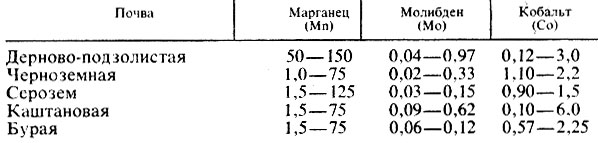 Почва Марганец (Mn) Молибден (Mo) Кобальт (Co)
Дерново-подзолистая 50—150 0,04—0.97 0,12—3,0
Черноземная 1,0—75 0,02—0,33 1,10—2,2
Серозем 1,5—125 0,03—0,15 0,90—1,5
Каштановая 1,5—75 0,09—0,62 0,10—6.0
Бурая 1,5—75 0,06—0,12 0,57—2,25